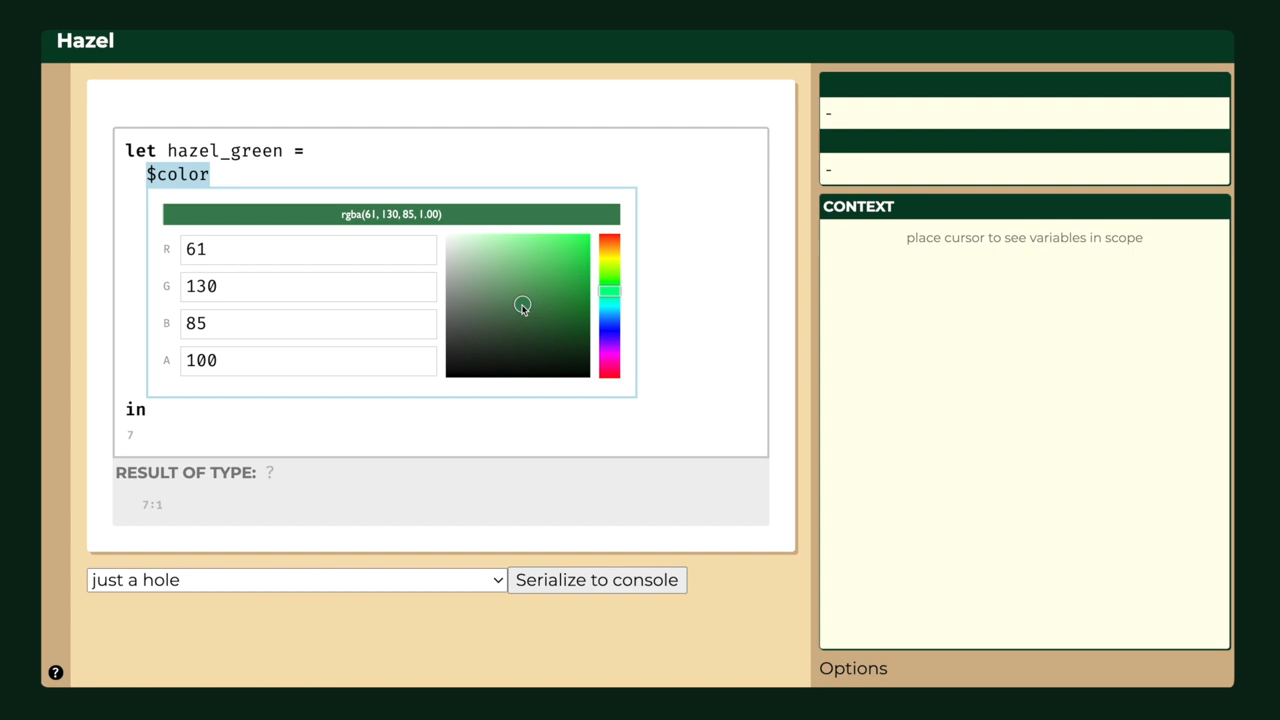 Hazel
let hazel_green =
$color
rgba(61, 130, 85, 1.00)
R 61
G 130
B 85
A 100
in
7
RESULT OF TYPE: ?
7:1
just a hole
Serialize to console
?
-
-
CONTEXT
place cursor to see variables in scope
Options